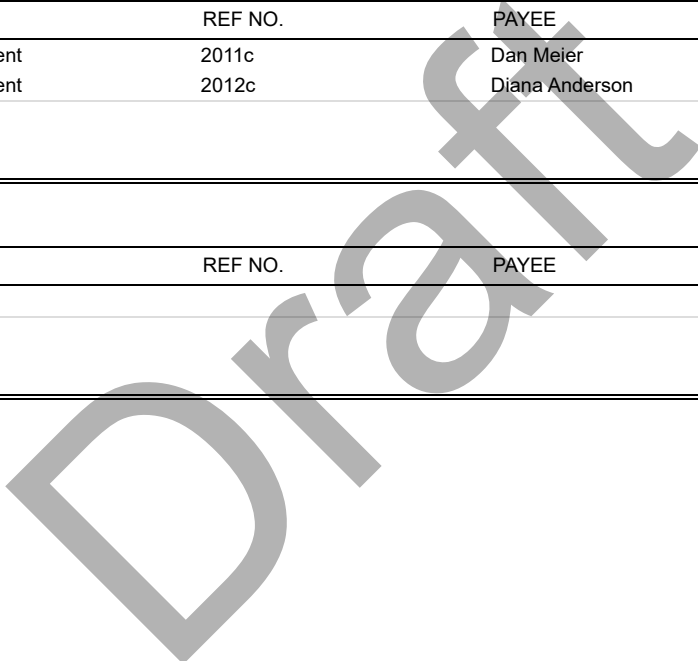 REF NO. PAYEE
ent 2011c Dan Meier
ent 2012c Diana Anderson
REF NO. PAYEE
Draft